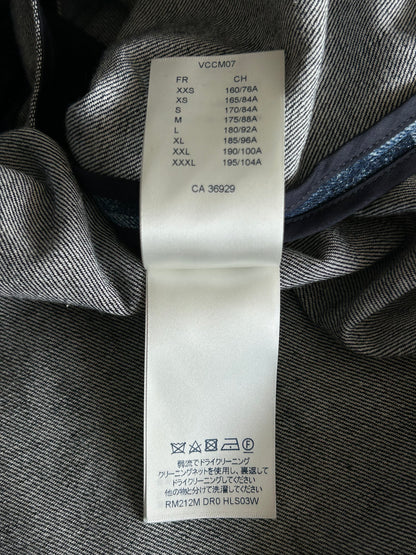 VCCM07
FR CH
XXS 160/76A
XS 165/84A
S 170/84A
M 175/88A
L 180/92A
XL 185/96A
XXL 190/100A
XXXL 195/104A
CA 36929
弱流でドライクリーニング
クリーニングネットを使用し、裏返して
ドライクリーニングしてください
他の物と分けて洗濯してください
RM212M DR0 HLS03W